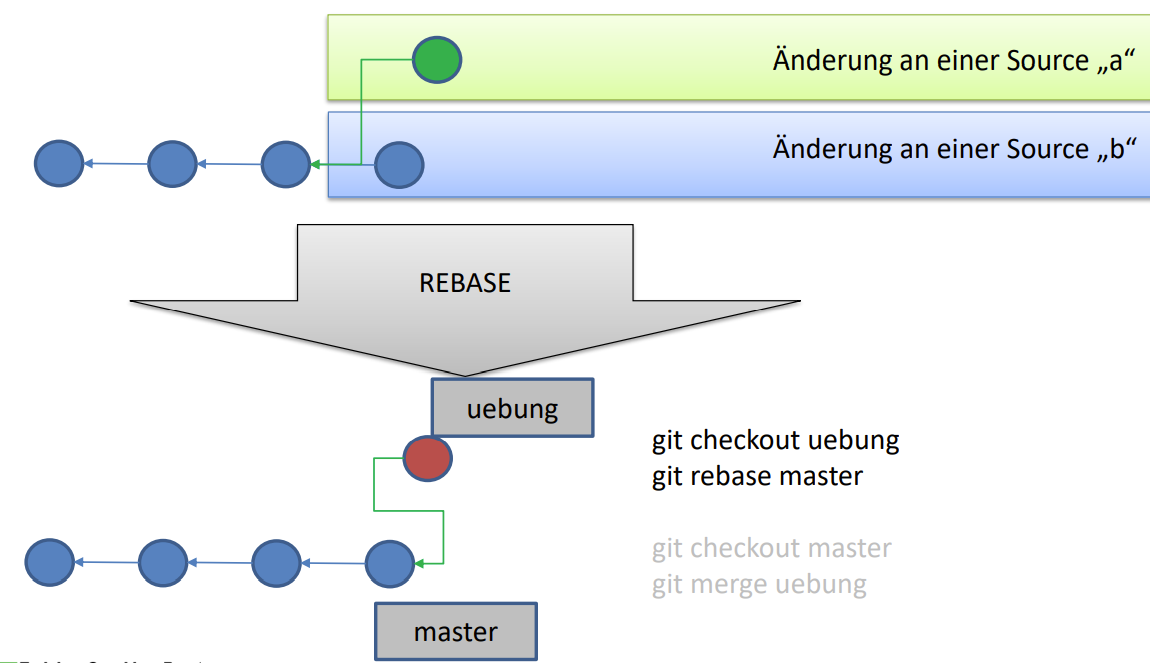 Änderung an einer Source „a“
Änderung an einer Source „b“
REBASE
uebung
git checkout uebung
git rebase master
git checkout master
git merge uebung
master